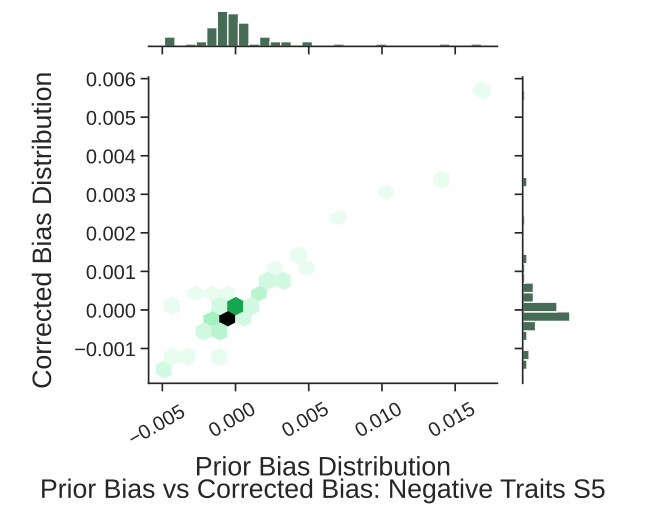 0.006
0.005
0.004
0.003
0.002
0.001
0.000
−0.001
Corrected Bias Distribution
−0.005 0.000 0.005 0.010 0.015
Prior Bias Distribution
Prior Bias vs Corrected Bias: Negative Traits S5